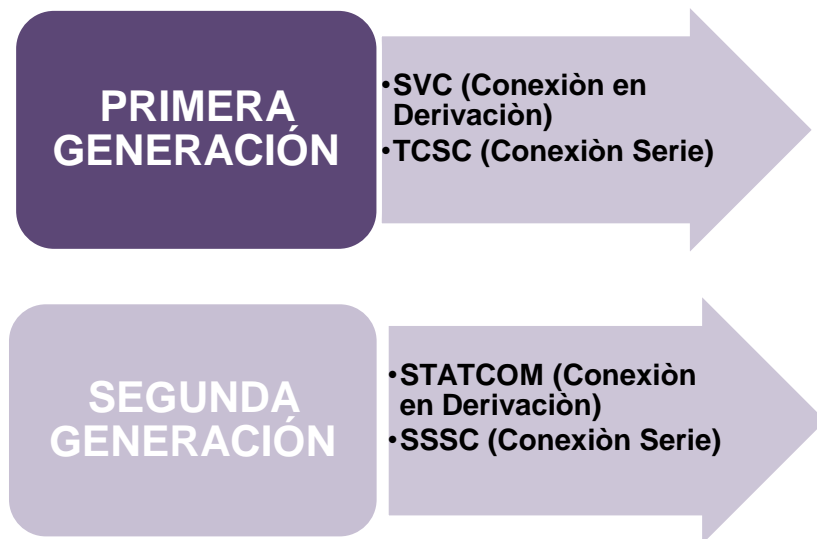 PRIMERA
GENERACIÓN
•SVC (Conexiòn en
Derivaciòn)
•TCSC (Conexiòn Serie)
SEGUNDA
GENERACIÓN
•STATCOM (Conexiòn
en Derivaciòn)
•SSSC (Conexiòn Serie)